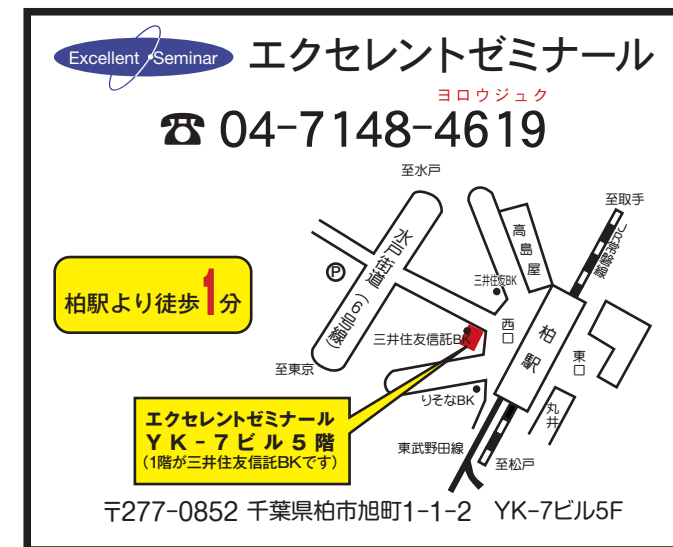 Excellent Seminar エクセレントゼミナール
ヨロウジュク
☎ 04-7148-4619
至水戸
至取手
JR常磐線
高島屋
水戸街道(6号線)
P
三井住友BK
柏駅より徒歩1分
西口
柏駅
東口
三井住友信託BK
至東京
りそなBK
丸井
エクセレントゼミナール
YK-7ビル5階
(1階が三井住友信託BKです)
東武野田線
至松戸
〒277-0852 千葉県柏市旭町1-1-2 YK-7ビル5F